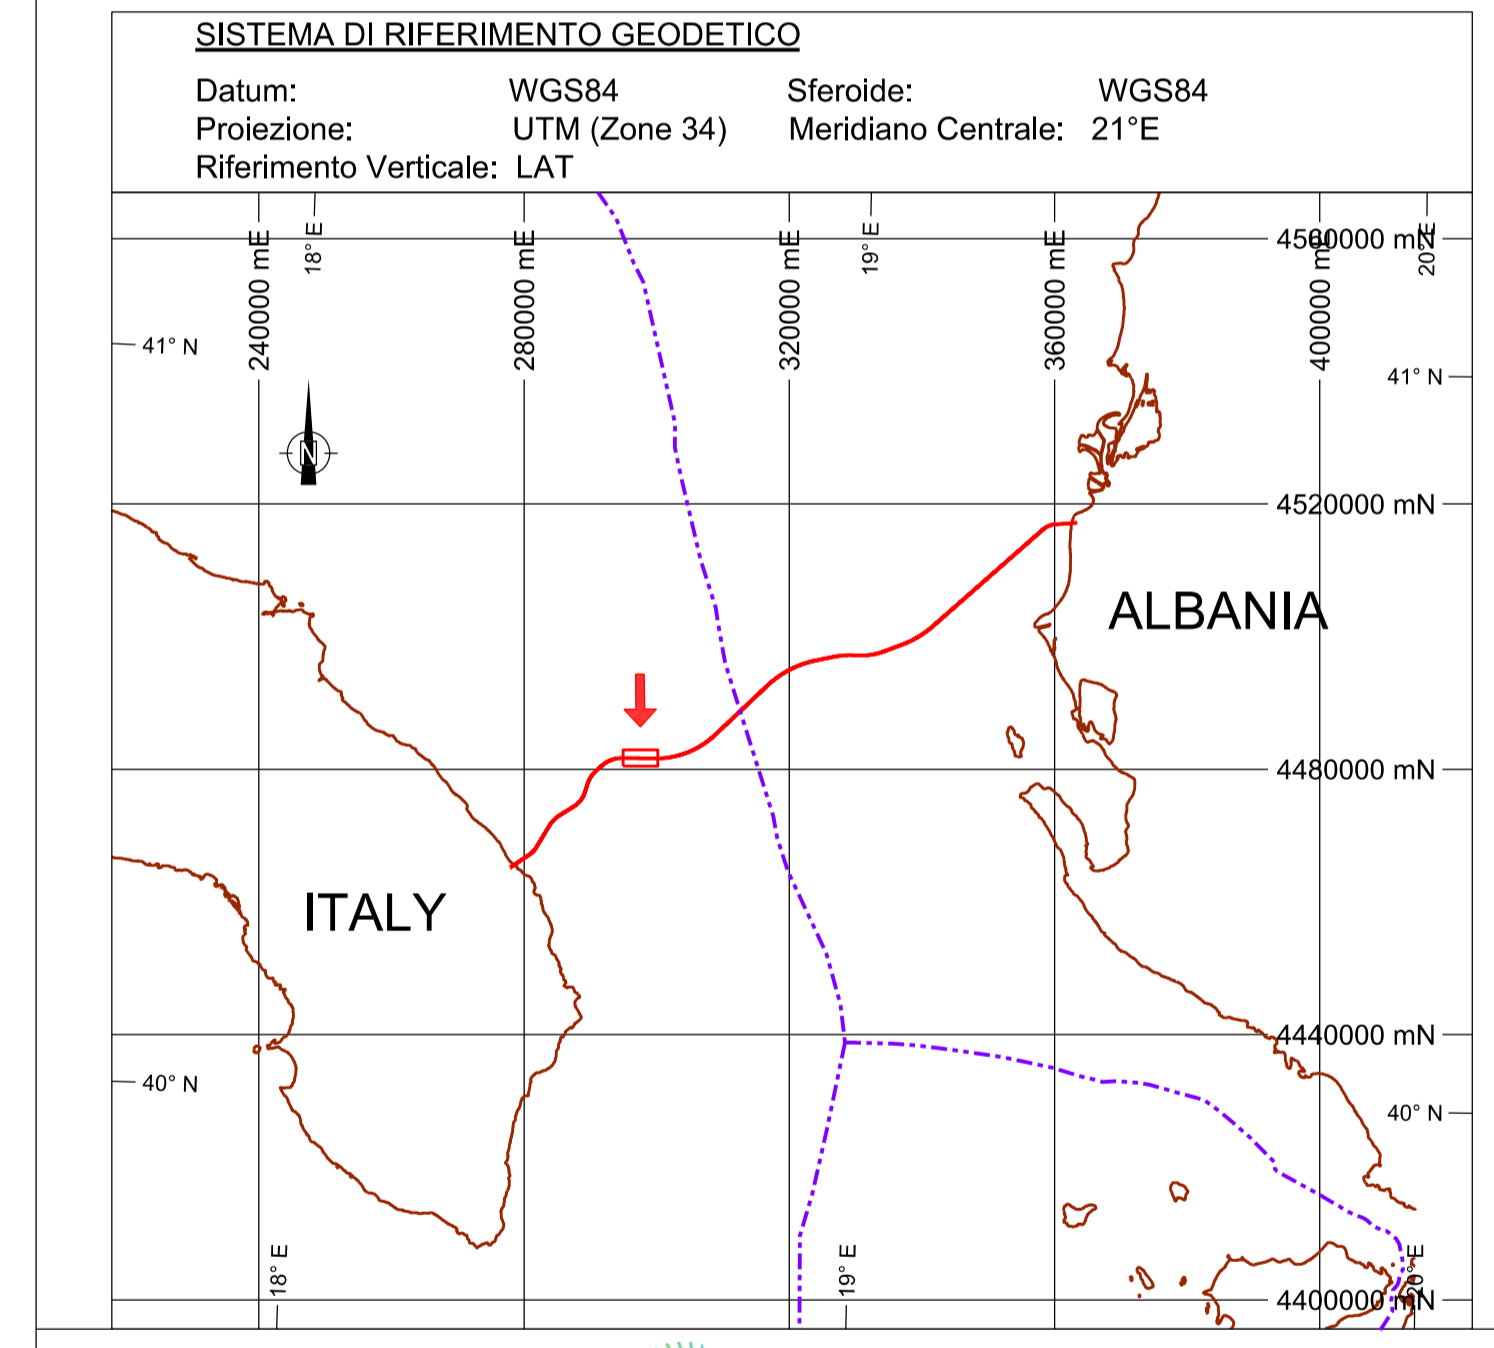 SISTEMA DI RIFERIMENTO GEODETICO
Datum: WGS84 Sferoide: WGS84
Proiezione: UTM (Zone 34) Meridiano Centrale: 21°E
Riferimento Verticale: LAT
240000 mE
18° E
280000 mE
320000 mE
19° E
360000 mE
400000 mE
20° E
4560000 mN
41° N
41° N
N
4520000 mN
ALBANIA
4480000 mN
ITALY
4440000 mN
40° N
40° N
18° E
19° E
20° E
4400000 mN